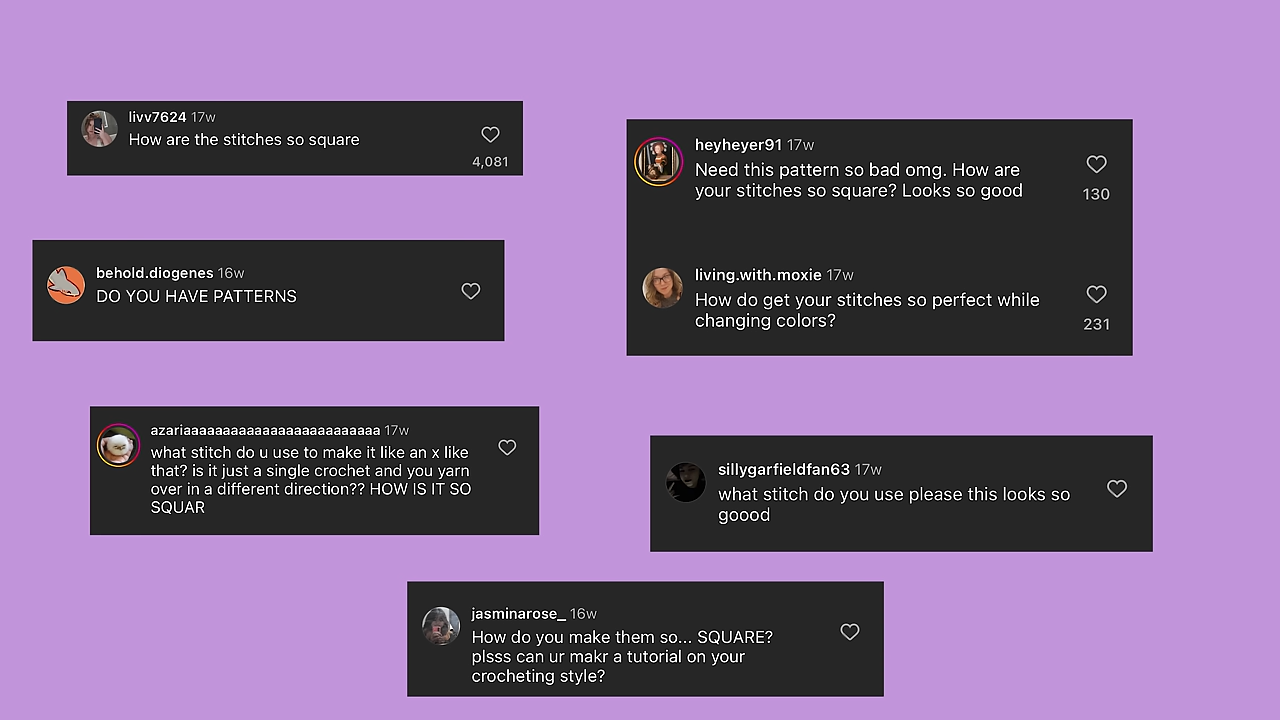 livv7624 17w
How are the stitches so square
4,081
behold.diogenes 16w
DO YOU HAVE PATTERNS
azariaaaaaaaaaaaaaaaaaaaaaaaaaa 17w
what stitch do u use to make it like an x like
that? is it just a single crochet and you yarn
over in a different direction?? HOW IS IT SO
SQUAR
heyheyer91 17w
Need this pattern so bad omg. How are
your stitches so square? Looks so good
130
living.with.moxie 17w
How do get your stitches so perfect while
changing colors?
231
sillygarfieldfan63 17w
what stitch do you use please this looks so
goood
jasminarose_ 16w
How do you make them so... SQUARE?
plsss can ur makr a tutorial on your
crocheting style?